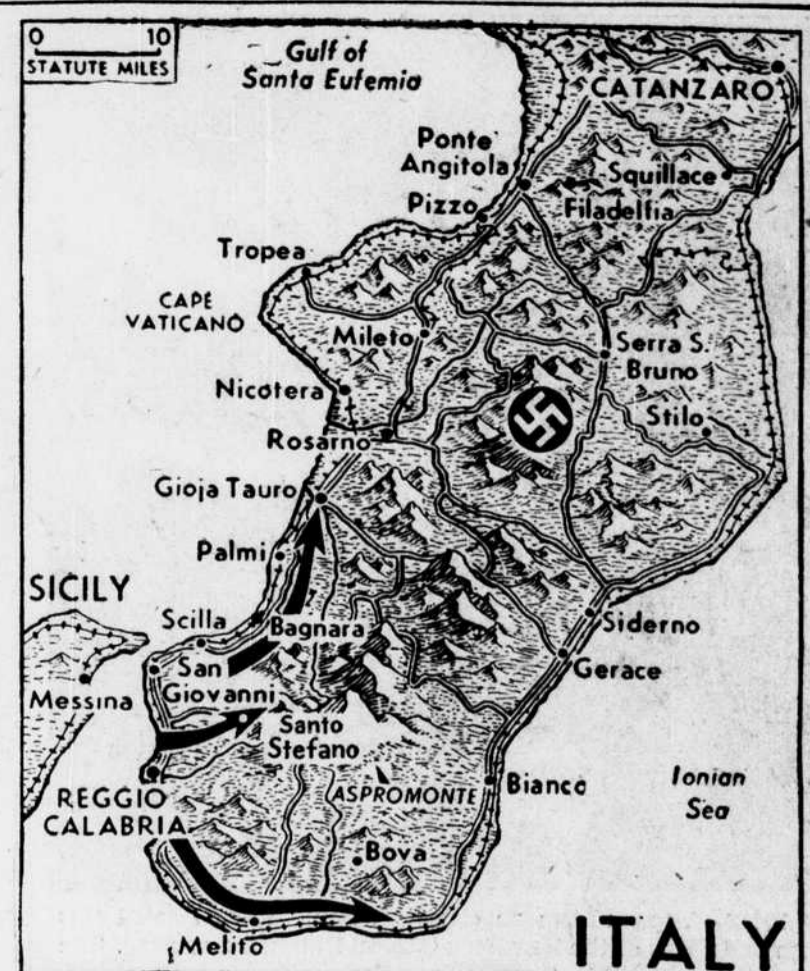 0 10
STATUTE MILES
Gulf of
Santa Eufemia
CATANZARO
Ponte
Angitola
Squillace
Pizzo
Filadelfia
Tropea
CAPE
VATICANO
Mileto
Serra S.
Bruno
Nicotera
Stilo
Rosarno
Gioja Tauro
Palmi
SICILY
Scilla
Bagnara
Siderno
San
Giovanni
Gerace
Messina
Santo
Stefano
REGGIO
CALABRIA
ASPROMONTE
Bianco
Ionian
Sea
Bova
Melito
ITALY